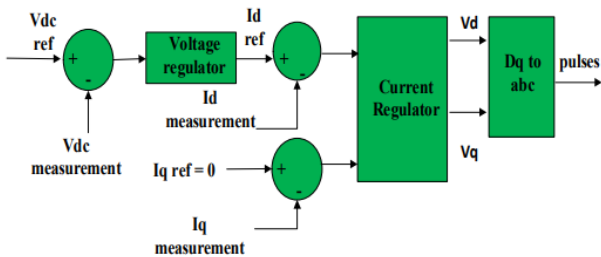 Vdc
ref
+
-
Vdc
measurement
Voltage
regulator
Id
ref
+
-
Id
measurement
Iq ref = 0
+
-
Iq
measurement
Current
Regulator
Vd
Vq
Dq to
abc
pulses